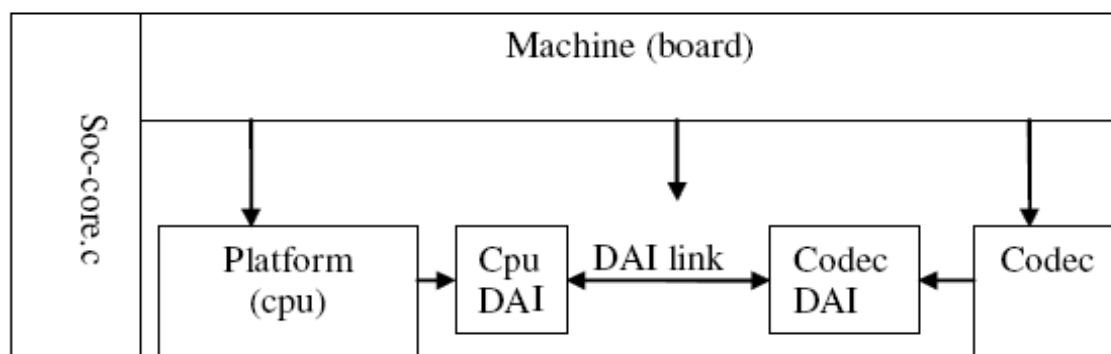 Machine (board)
Soc-core.c
Platform
(cpu)
Cpu
DAI
DAI link
Codec
DAI
Codec